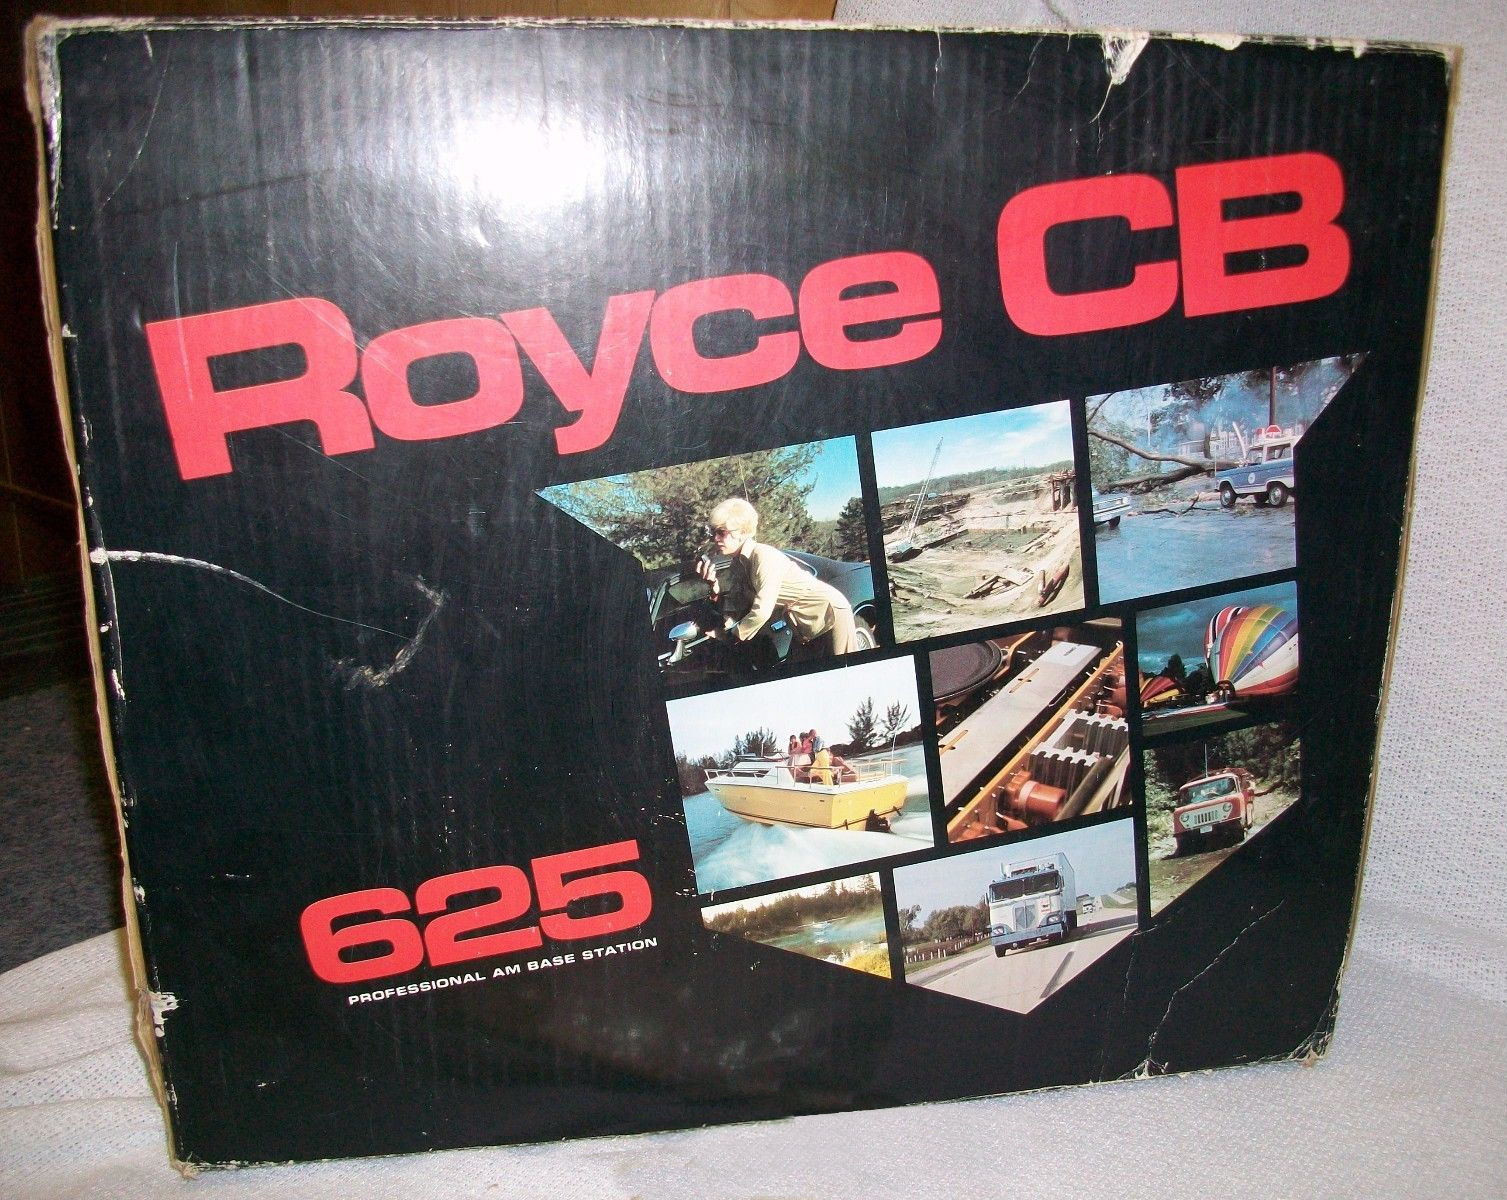 Royce CB
625
PROFESSIONAL AM BASE STATION